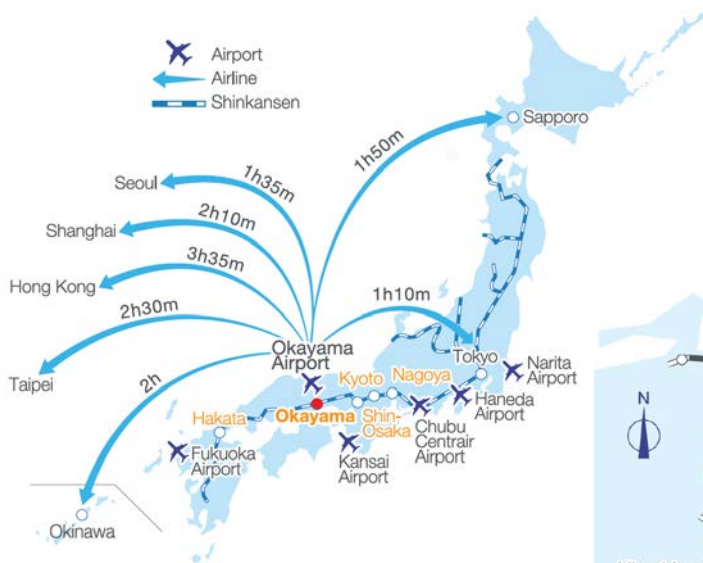 Airport
Airline
Shinkansen
Sapporo
1h50m
Seoul
1h35m
Shanghai
2h10m
Hong Kong
3h35m
1h10m
2h30m
Taipei
Okayama
Airport
Tokyo
Narita
Airport
2h
Kyoto
Nagoya
Haneda
Airport
Hakata
Okayama
Shin-
Osaka
Chubu
Centrair
Airport
Fukuoka
Airport
Kansai
Airport
Okinawa
N